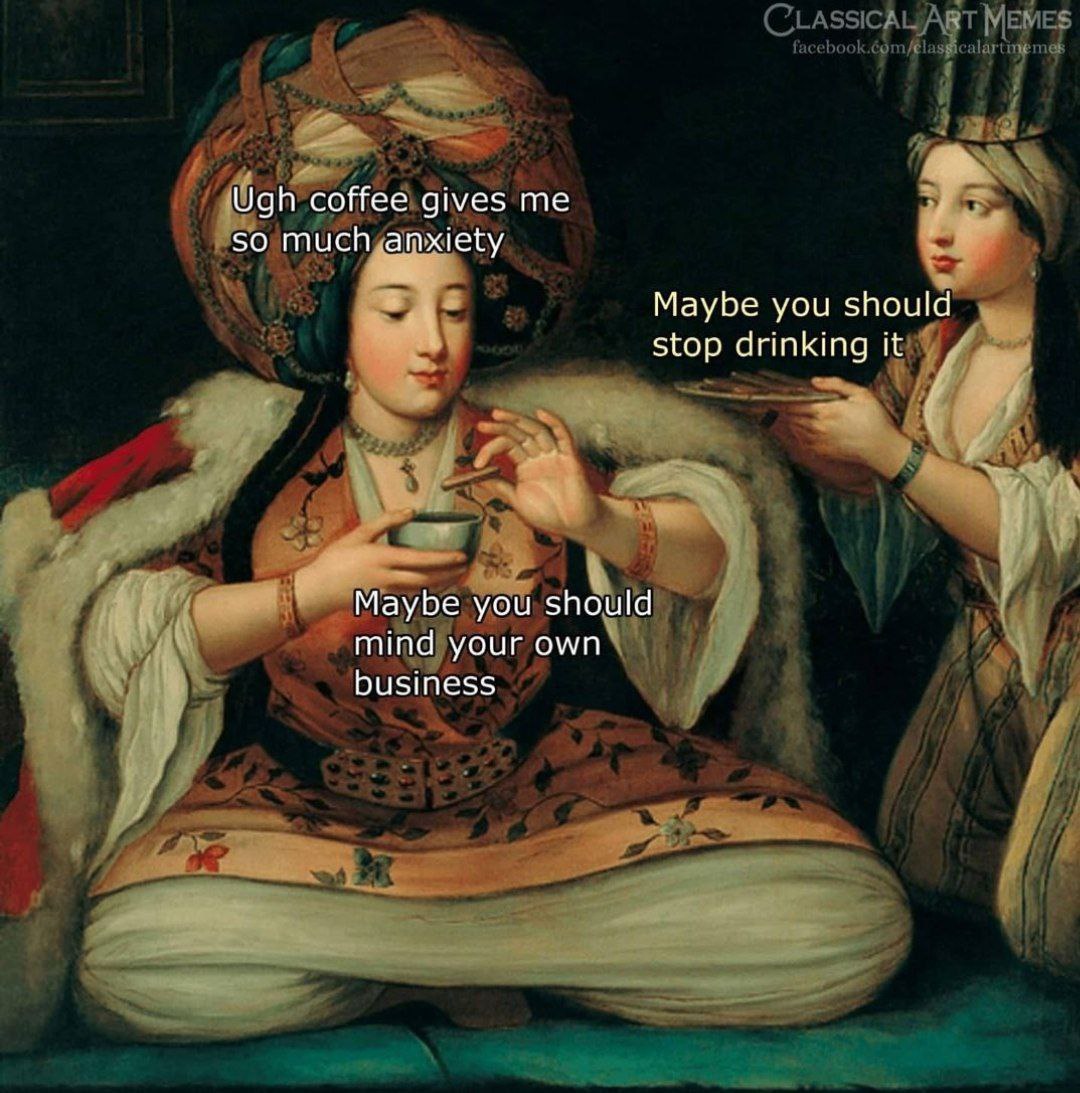 CLASSICAL ART MEMES
facebook.com/classicalartmemes
Ugh coffee gives me
so much anxiety
Maybe you should
stop drinking it
Maybe you should
mind your own
business